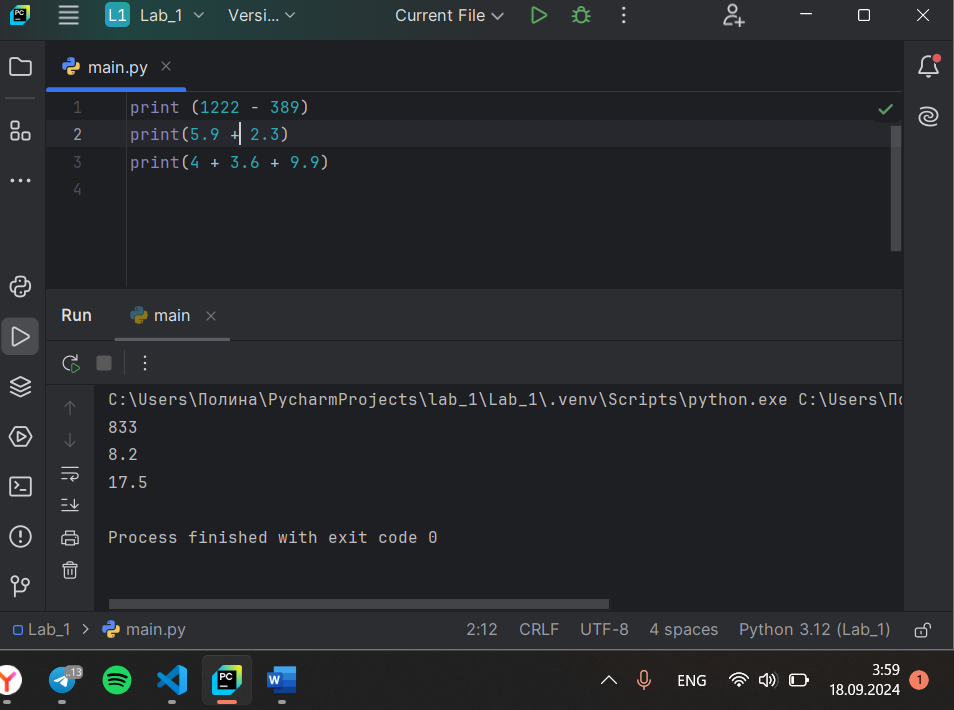 PC L1 Lab_1 Versi... Current File
main.py
1 print (1222 - 389)
2 print(5.9 + 2.3)
3 print(4 + 3.6 + 9.9)
4
Run main
C:\Users\Полина\PycharmProjects\lab_1\Lab_1\.venv\Scripts\python.exe C:\Users\По
833
8.2
17.5
Process finished with exit code 0
Lab_1 main.py 2:12 CRLF UTF-8 4 spaces Python 3.12 (Lab_1)
Y 13 PC W ENG 3:59 1
18.09.2024